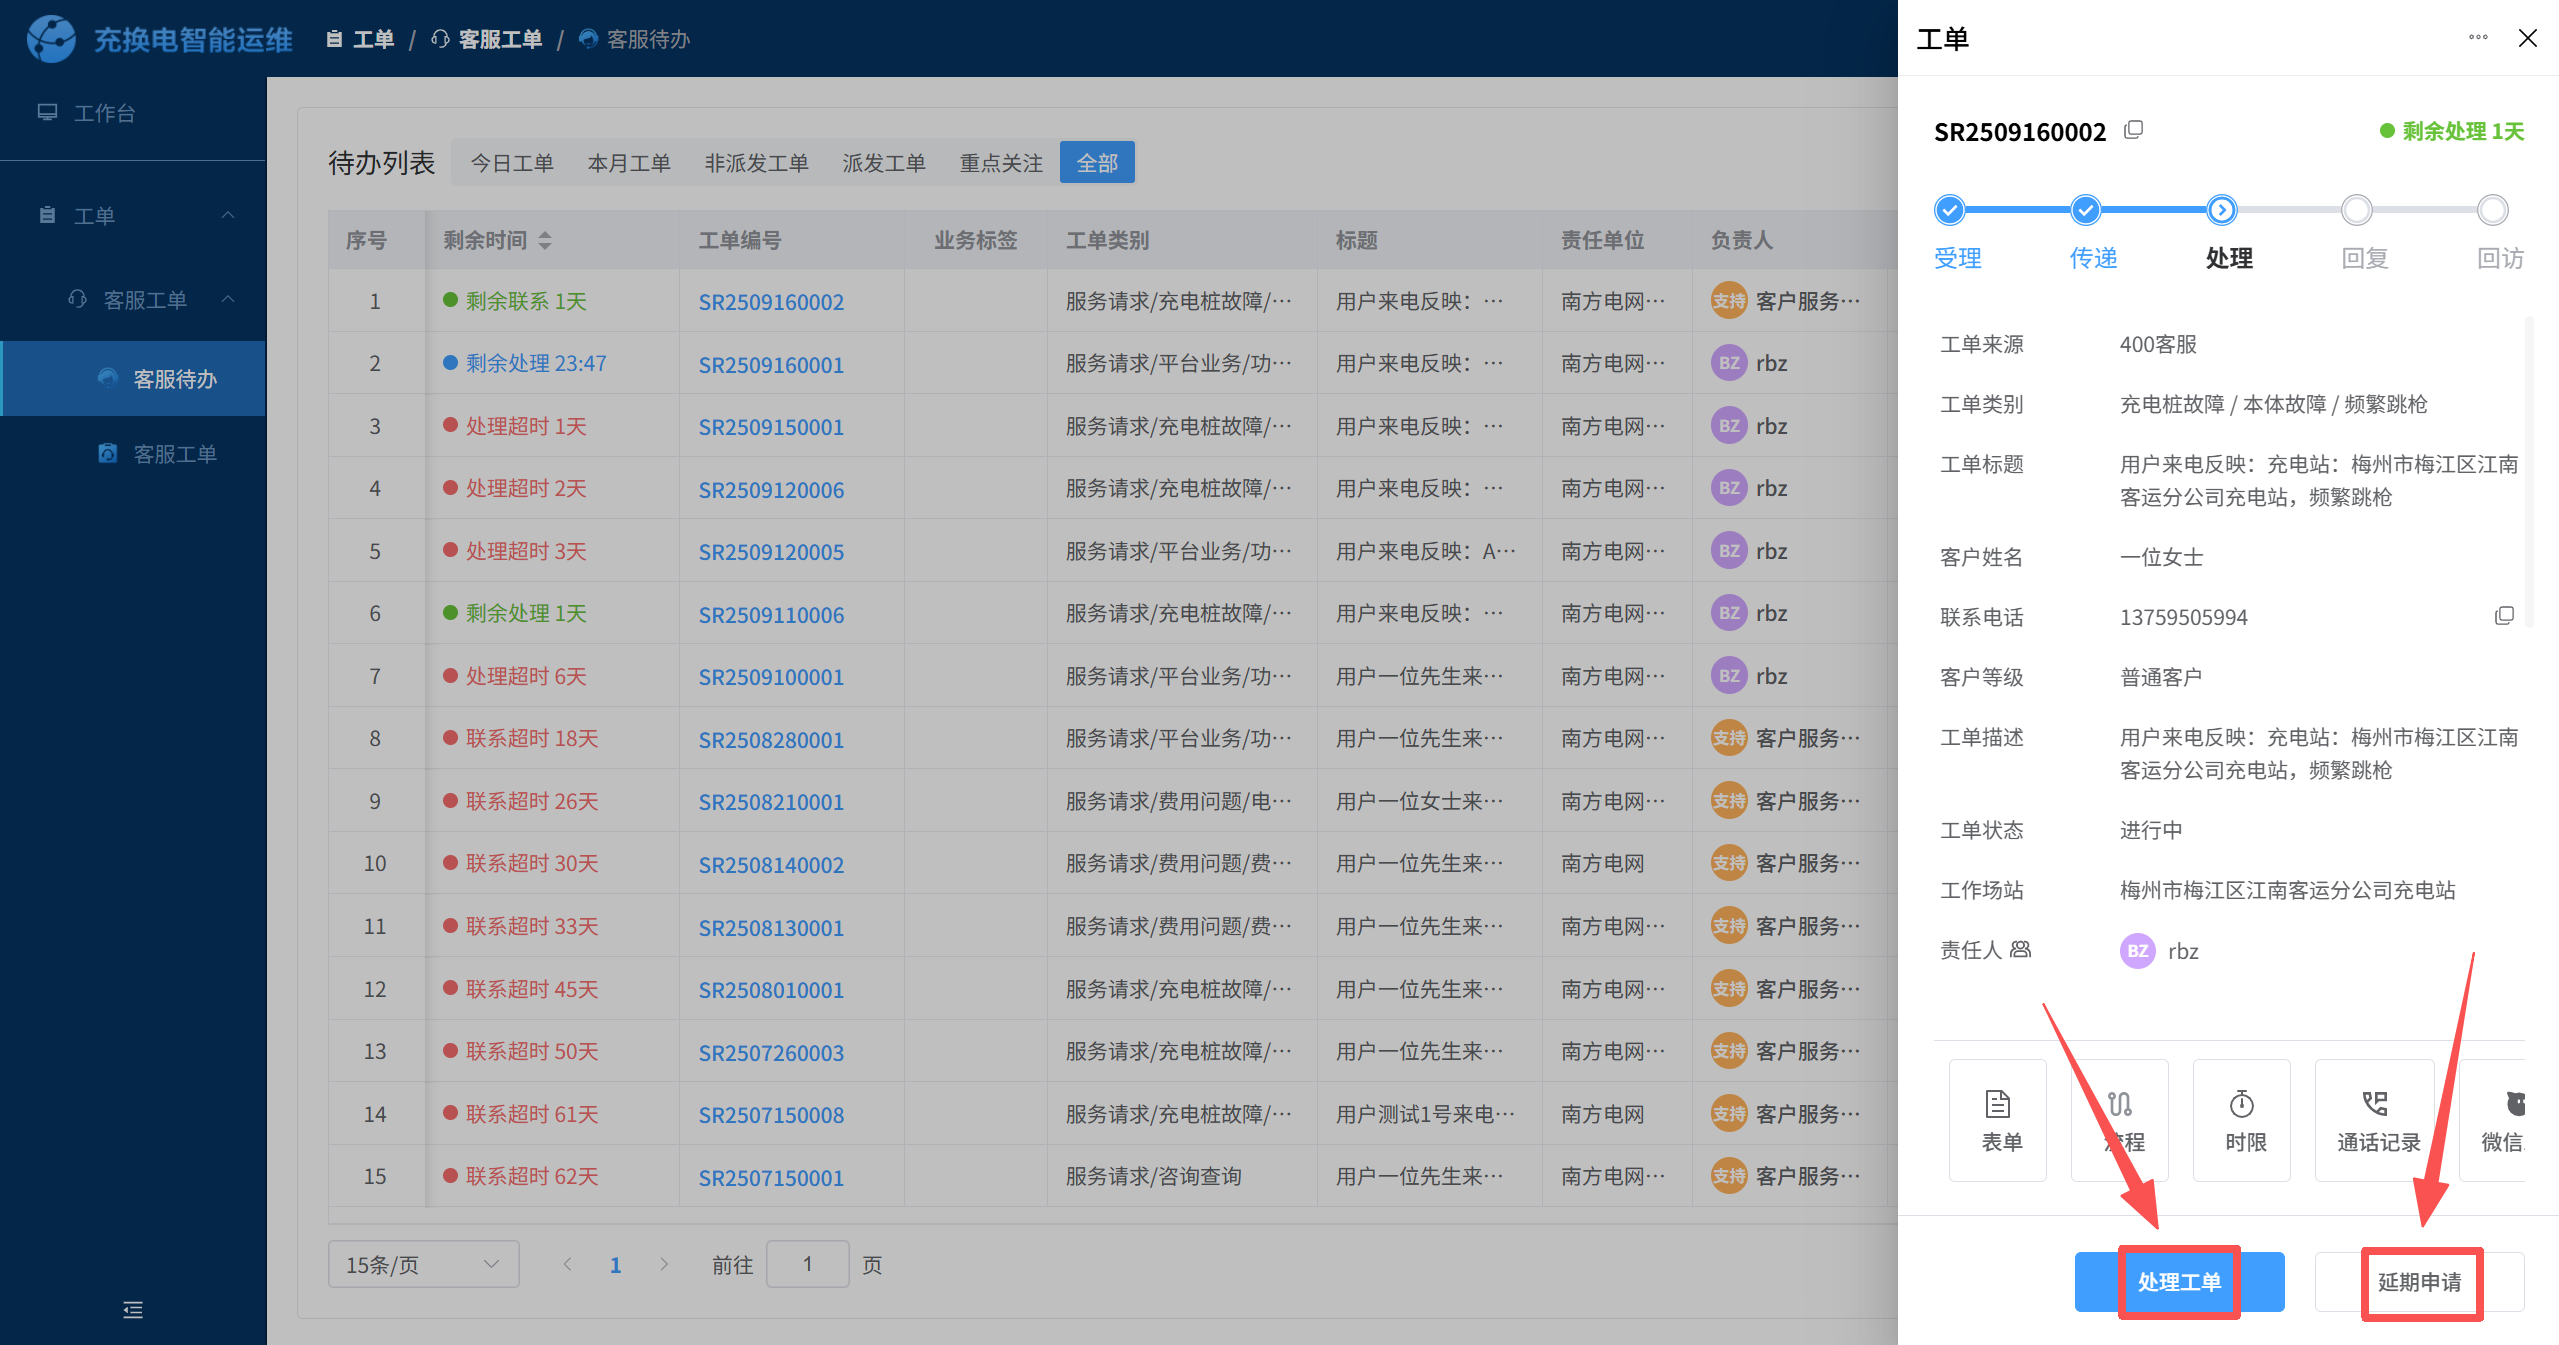 充换电智能运维
工单 / 客服工单 / 客服待办
工作台
工单
客服工单
客服待办
客服工单
待办列表 今日工单 本月工单 非派发工单 派发工单 重点关注 全部
序号 剩余时间 工单编号 业务标签 工单类别 标题 责任单位 负责人
1 剩余联系 1天 SR2509160002 服务请求/充电桩故障/… 用户来电反映：… 南方电网… 支持 客户服务…
2 剩余处理 23:47 SR2509160001 服务请求/平台业务/功… 用户来电反映：… 南方电网… BZ rbz
3 处理超时 1天 SR2509150001 服务请求/充电桩故障/… 用户来电反映：… 南方电网… BZ rbz
4 处理超时 2天 SR2509120006 服务请求/充电桩故障/… 用户来电反映：… 南方电网… BZ rbz
5 处理超时 3天 SR2509120005 服务请求/平台业务/功… 用户来电反映：A… 南方电网… BZ rbz
6 剩余处理 1天 SR2509110006 服务请求/充电桩故障/… 用户来电反映：… 南方电网… BZ rbz
7 处理超时 6天 SR2509100001 服务请求/平台业务/功… 用户一位先生来… 南方电网… BZ rbz
8 联系超时 18天 SR2508280001 服务请求/平台业务/功… 用户一位先生来… 南方电网… 支持 客户服务…
9 联系超时 26天 SR2508210001 服务请求/费用问题/电… 用户一位女士来… 南方电网… 支持 客户服务…
10 联系超时 30天 SR2508140002 服务请求/费用问题/费… 用户一位先生来… 南方电网 支持 客户服务…
11 联系超时 33天 SR2508130001 服务请求/费用问题/费… 用户一位先生来… 南方电网… 支持 客户服务…
12 联系超时 45天 SR2508010001 服务请求/充电桩故障/… 用户一位先生来… 南方电网… 支持 客户服务…
13 联系超时 50天 SR2507260003 服务请求/充电桩故障/… 用户一位先生来… 南方电网… 支持 客户服务…
14 联系超时 61天 SR2507150008 服务请求/充电桩故障/… 用户测试1号来电… 南方电网 支持 客户服务…
15 联系超时 62天 SR2507150001 服务请求/咨询查询 用户一位先生来… 南方电网… 支持 客户服务…
15条/页 1 前往 1 页
工单
SR2509160002 剩余处理 1天
受理 传递 处理 回复 回访
工单来源 400客服
工单类别 充电桩故障 / 本体故障 / 频繁跳枪
工单标题 用户来电反映：充电站：梅州市梅江区江南
客运分公司充电站，频繁跳枪
客户姓名 一位女士
联系电话 13759505994
客户等级 普通客户
工单描述 用户来电反映：充电站：梅州市梅江区江南
客运分公司充电站，频繁跳枪
工单状态 进行中
工作场站 梅州市梅江区江南客运分公司充电站
责任人 BZ rbz
表单 流程 时限 通话记录 微信
处理工单 延期申请